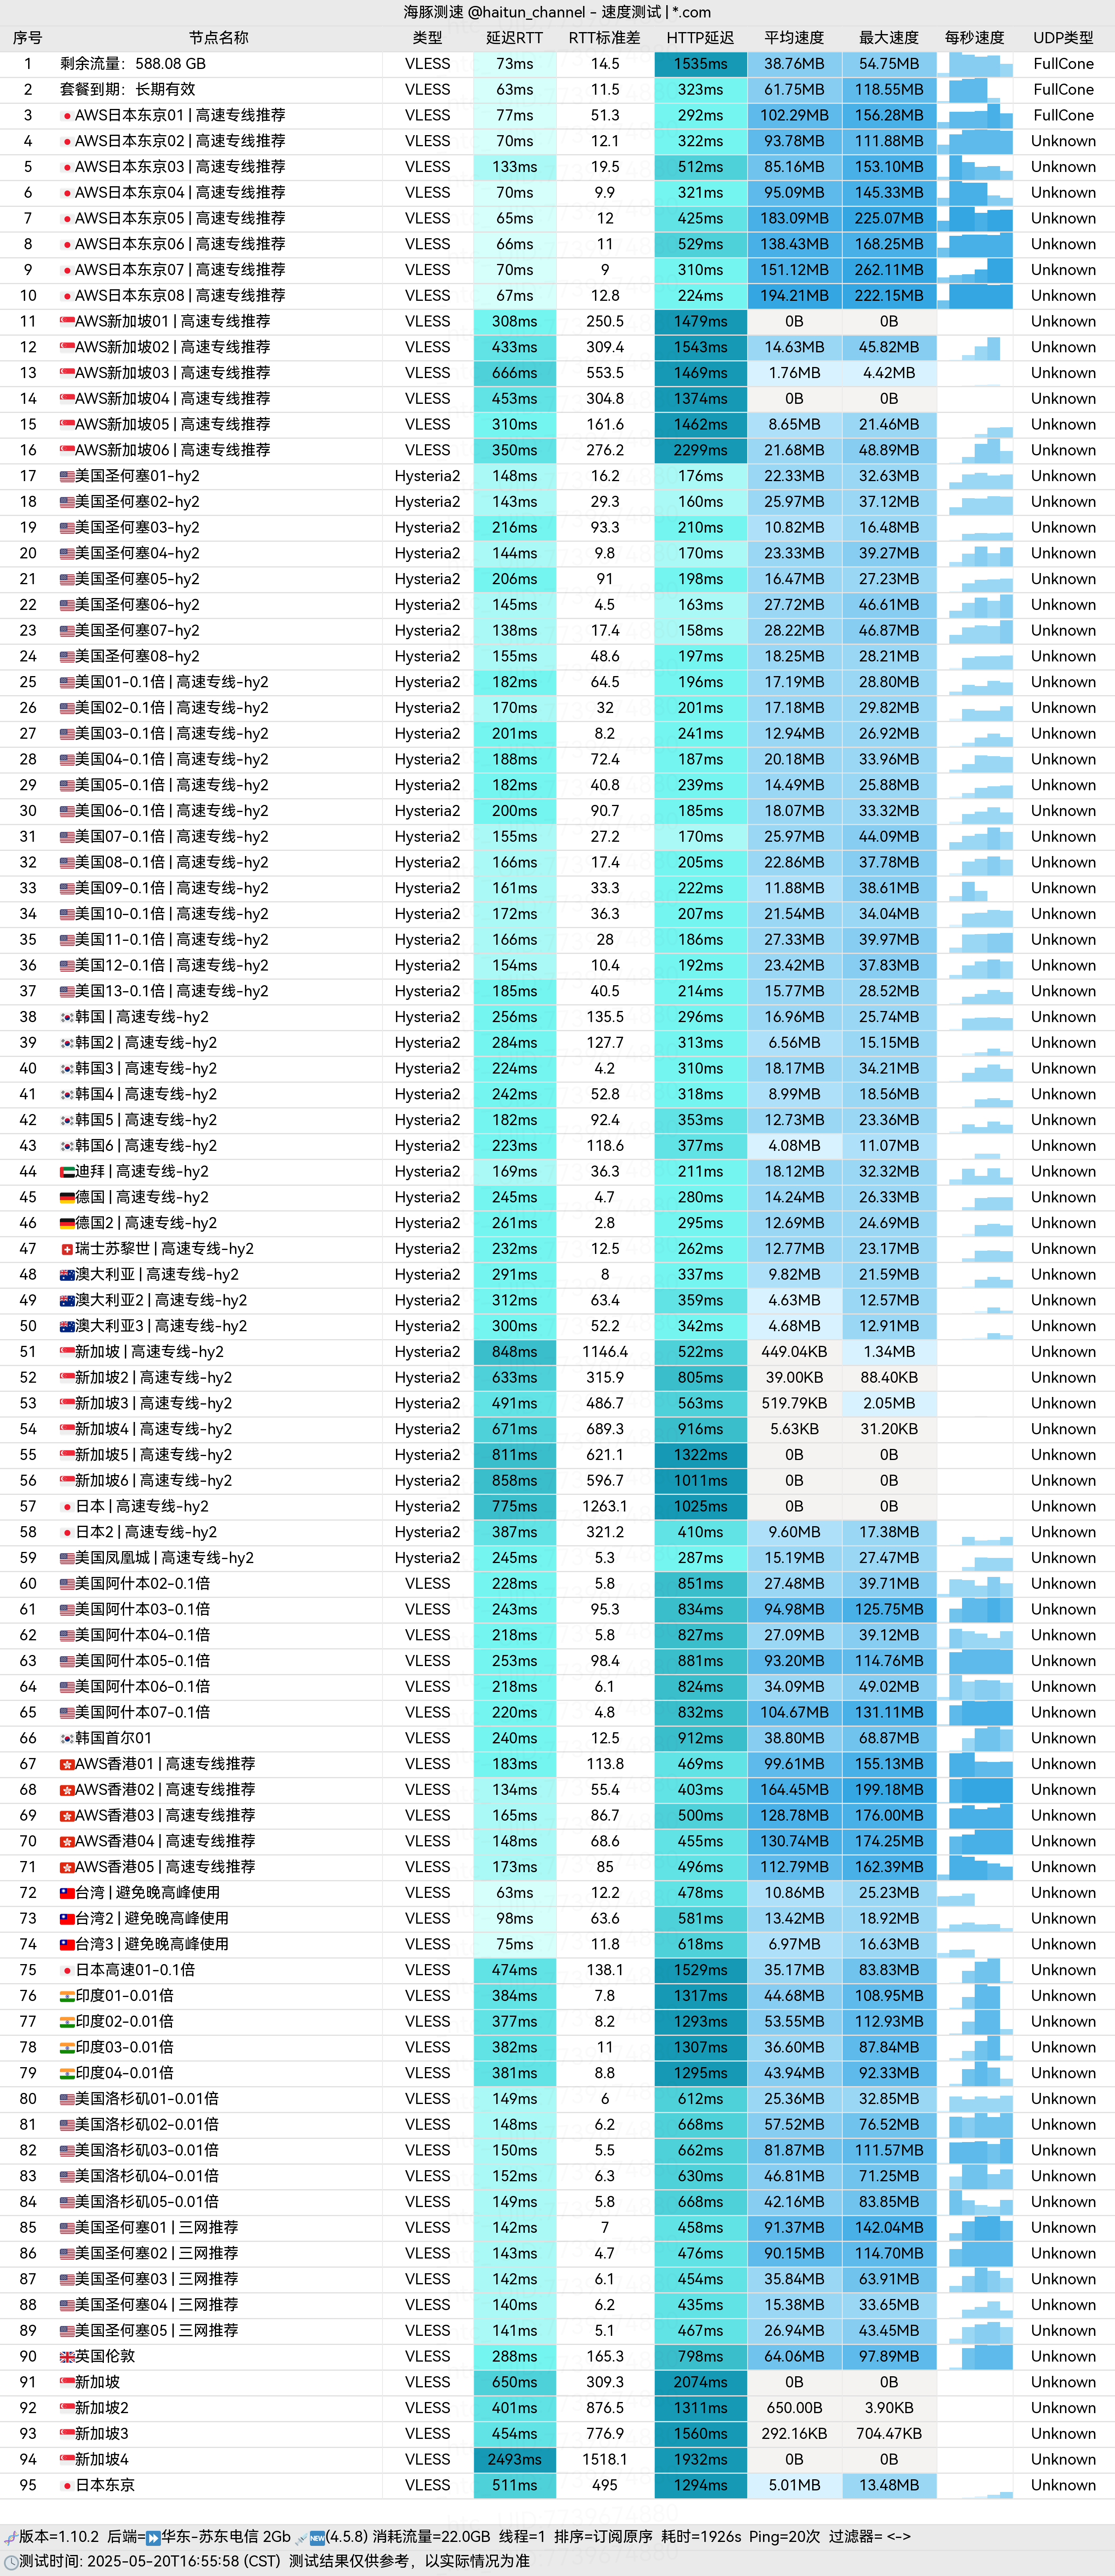 海豚测速 @haitun_channel - 速度测试 | *.com
序号 节点名称 类型 延迟RTT RTT标准差 HTTP延迟 平均速度 最大速度 每秒速度 UDP类型
1 剩余流量：588.08 GB VLESS 73ms 14.5 1535ms 38.76MB 54.75MB FullCone
2 套餐到期：长期有效 VLESS 63ms 11.5 323ms 61.75MB 118.55MB FullCone
3 AWS日本东京01 | 高速专线推荐 VLESS 77ms 51.3 292ms 102.29MB 156.28MB FullCone
4 AWS日本东京02 | 高速专线推荐 VLESS 70ms 12.1 322ms 93.78MB 111.88MB Unknown
5 AWS日本东京03 | 高速专线推荐 VLESS 133ms 19.5 512ms 85.16MB 153.10MB Unknown
6 AWS日本东京04 | 高速专线推荐 VLESS 70ms 9.9 321ms 95.09MB 145.33MB Unknown
7 AWS日本东京05 | 高速专线推荐 VLESS 65ms 12 425ms 183.09MB 225.07MB Unknown
8 AWS日本东京06 | 高速专线推荐 VLESS 66ms 11 529ms 138.43MB 168.25MB Unknown
9 AWS日本东京07 | 高速专线推荐 VLESS 70ms 9 310ms 151.12MB 262.11MB Unknown
10 AWS日本东京08 | 高速专线推荐 VLESS 67ms 12.8 224ms 194.21MB 222.15MB Unknown
11 AWS新加坡01 | 高速专线推荐 VLESS 308ms 250.5 1479ms 0B 0B Unknown
12 AWS新加坡02 | 高速专线推荐 VLESS 433ms 309.4 1543ms 14.63MB 45.82MB Unknown
13 AWS新加坡03 | 高速专线推荐 VLESS 666ms 553.5 1469ms 1.76MB 4.42MB Unknown
14 AWS新加坡04 | 高速专线推荐 VLESS 453ms 304.8 1374ms 0B 0B Unknown
15 AWS新加坡05 | 高速专线推荐 VLESS 310ms 161.6 1462ms 8.65MB 21.46MB Unknown
16 AWS新加坡06 | 高速专线推荐 VLESS 350ms 276.2 2299ms 21.68MB 48.89MB Unknown
17 美国圣何塞01-hy2 Hysteria2 148ms 16.2 176ms 22.33MB 32.63MB Unknown
18 美国圣何塞02-hy2 Hysteria2 143ms 29.3 160ms 25.97MB 37.12MB Unknown
19 美国圣何塞03-hy2 Hysteria2 216ms 93.3 210ms 10.82MB 16.48MB Unknown
20 美国圣何塞04-hy2 Hysteria2 144ms 9.8 170ms 23.33MB 39.27MB Unknown
21 美国圣何塞05-hy2 Hysteria2 206ms 91 198ms 16.47MB 27.23MB Unknown
22 美国圣何塞06-hy2 Hysteria2 145ms 4.5 163ms 27.72MB 46.61MB Unknown
23 美国圣何塞07-hy2 Hysteria2 138ms 17.4 158ms 28.22MB 46.87MB Unknown
24 美国圣何塞08-hy2 Hysteria2 155ms 48.6 197ms 18.25MB 28.21MB Unknown
25 美国01-0.1倍 | 高速专线-hy2 Hysteria2 182ms 64.5 196ms 17.19MB 28.80MB Unknown
26 美国02-0.1倍 | 高速专线-hy2 Hysteria2 170ms 32 201ms 17.18MB 29.82MB Unknown
27 美国03-0.1倍 | 高速专线-hy2 Hysteria2 201ms 8.2 241ms 12.94MB 26.92MB Unknown
28 美国04-0.1倍 | 高速专线-hy2 Hysteria2 188ms 72.4 187ms 20.18MB 33.96MB Unknown
29 美国05-0.1倍 | 高速专线-hy2 Hysteria2 182ms 40.8 239ms 14.49MB 25.88MB Unknown
30 美国06-0.1倍 | 高速专线-hy2 Hysteria2 200ms 90.7 185ms 18.07MB 33.32MB Unknown
31 美国07-0.1倍 | 高速专线-hy2 Hysteria2 155ms 27.2 170ms 25.97MB 44.09MB Unknown
32 美国08-0.1倍 | 高速专线-hy2 Hysteria2 166ms 17.4 205ms 22.86MB 37.78MB Unknown
33 美国09-0.1倍 | 高速专线-hy2 Hysteria2 161ms 33.3 222ms 11.88MB 38.61MB Unknown
34 美国10-0.1倍 | 高速专线-hy2 Hysteria2 172ms 36.3 207ms 21.54MB 34.04MB Unknown
35 美国11-0.1倍 | 高速专线-hy2 Hysteria2 166ms 28 186ms 27.33MB 39.97MB Unknown
36 美国12-0.1倍 | 高速专线-hy2 Hysteria2 154ms 10.4 192ms 23.42MB 37.83MB Unknown
37 美国13-0.1倍 | 高速专线-hy2 Hysteria2 185ms 40.5 214ms 15.77MB 28.52MB Unknown
38 韩国 | 高速专线-hy2 Hysteria2 256ms 135.5 296ms 16.96MB 25.74MB Unknown
39 韩国2 | 高速专线-hy2 Hysteria2 284ms 127.7 313ms 6.56MB 15.15MB Unknown
40 韩国3 | 高速专线-hy2 Hysteria2 224ms 4.2 310ms 18.17MB 34.21MB Unknown
41 韩国4 | 高速专线-hy2 Hysteria2 242ms 52.8 318ms 8.99MB 18.56MB Unknown
42 韩国5 | 高速专线-hy2 Hysteria2 182ms 92.4 353ms 12.73MB 23.36MB Unknown
43 韩国6 | 高速专线-hy2 Hysteria2 223ms 118.6 377ms 4.08MB 11.07MB Unknown
44 迪拜 | 高速专线-hy2 Hysteria2 169ms 36.3 211ms 18.12MB 32.32MB Unknown
45 德国 | 高速专线-hy2 Hysteria2 245ms 4.7 280ms 14.24MB 26.33MB Unknown
46 德国2 | 高速专线-hy2 Hysteria2 261ms 2.8 295ms 12.69MB 24.69MB Unknown
47 瑞士苏黎世 | 高速专线-hy2 Hysteria2 232ms 12.5 262ms 12.77MB 23.17MB Unknown
48 澳大利亚 | 高速专线-hy2 Hysteria2 291ms 8 337ms 9.82MB 21.59MB Unknown
49 澳大利亚2 | 高速专线-hy2 Hysteria2 312ms 63.4 359ms 4.63MB 12.57MB Unknown
50 澳大利亚3 | 高速专线-hy2 Hysteria2 300ms 52.2 342ms 4.68MB 12.91MB Unknown
51 新加坡 | 高速专线-hy2 Hysteria2 848ms 1146.4 522ms 449.04KB 1.34MB Unknown
52 新加坡2 | 高速专线-hy2 Hysteria2 633ms 315.9 805ms 39.00KB 88.40KB Unknown
53 新加坡3 | 高速专线-hy2 Hysteria2 491ms 486.7 563ms 519.79KB 2.05MB Unknown
54 新加坡4 | 高速专线-hy2 Hysteria2 671ms 689.3 916ms 5.63KB 31.20KB Unknown
55 新加坡5 | 高速专线-hy2 Hysteria2 811ms 621.1 1322ms 0B 0B Unknown
56 新加坡6 | 高速专线-hy2 Hysteria2 858ms 596.7 1011ms 0B 0B Unknown
57 日本 | 高速专线-hy2 Hysteria2 775ms 1263.1 1025ms 0B 0B Unknown
58 日本2 | 高速专线-hy2 Hysteria2 387ms 321.2 410ms 9.60MB 17.38MB Unknown
59 美国凤凰城 | 高速专线-hy2 Hysteria2 245ms 5.3 287ms 15.19MB 27.47MB Unknown
60 美国阿什本02-0.1倍 VLESS 228ms 5.8 851ms 27.48MB 39.71MB Unknown
61 美国阿什本03-0.1倍 VLESS 243ms 95.3 834ms 94.98MB 125.75MB Unknown
62 美国阿什本04-0.1倍 VLESS 218ms 5.8 827ms 27.09MB 39.12MB Unknown
63 美国阿什本05-0.1倍 VLESS 253ms 98.4 881ms 93.20MB 114.76MB Unknown
64 美国阿什本06-0.1倍 VLESS 218ms 6.1 824ms 34.09MB 49.02MB Unknown
65 美国阿什本07-0.1倍 VLESS 220ms 4.8 832ms 104.67MB 131.11MB Unknown
66 韩国首尔01 VLESS 240ms 12.5 912ms 38.80MB 68.87MB Unknown
67 AWS香港01 | 高速专线推荐 VLESS 183ms 113.8 469ms 99.61MB 155.13MB Unknown
68 AWS香港02 | 高速专线推荐 VLESS 134ms 55.4 403ms 164.45MB 199.18MB Unknown
69 AWS香港03 | 高速专线推荐 VLESS 165ms 86.7 500ms 128.78MB 176.00MB Unknown
70 AWS香港04 | 高速专线推荐 VLESS 148ms 68.6 455ms 130.74MB 174.25MB Unknown
71 AWS香港05 | 高速专线推荐 VLESS 173ms 85 496ms 112.79MB 162.39MB Unknown
72 台湾 | 避免晚高峰使用 VLESS 63ms 12.2 478ms 10.86MB 25.23MB Unknown
73 台湾2 | 避免晚高峰使用 VLESS 98ms 63.6 581ms 13.42MB 18.92MB Unknown
74 台湾3 | 避免晚高峰使用 VLESS 75ms 11.8 618ms 6.97MB 16.63MB Unknown
75 日本高速01-0.1倍 VLESS 474ms 138.1 1529ms 35.17MB 83.83MB Unknown
76 印度01-0.01倍 VLESS 384ms 7.8 1317ms 44.68MB 108.95MB Unknown
77 印度02-0.01倍 VLESS 377ms 8.2 1293ms 53.55MB 112.93MB Unknown
78 印度03-0.01倍 VLESS 382ms 11 1307ms 36.60MB 87.84MB Unknown
79 印度04-0.01倍 VLESS 381ms 8.8 1295ms 43.94MB 92.33MB Unknown
80 美国洛杉矶01-0.01倍 VLESS 149ms 6 612ms 25.36MB 32.85MB Unknown
81 美国洛杉矶02-0.01倍 VLESS 148ms 6.2 668ms 57.52MB 76.52MB Unknown
82 美国洛杉矶03-0.01倍 VLESS 150ms 5.5 662ms 81.87MB 111.57MB Unknown
83 美国洛杉矶04-0.01倍 VLESS 152ms 6.3 630ms 46.81MB 71.25MB Unknown
84 美国洛杉矶05-0.01倍 VLESS 149ms 5.8 668ms 42.16MB 83.85MB Unknown
85 美国圣何塞01 | 三网推荐 VLESS 142ms 7 458ms 91.37MB 142.04MB Unknown
86 美国圣何塞02 | 三网推荐 VLESS 143ms 4.7 476ms 90.15MB 114.70MB Unknown
87 美国圣何塞03 | 三网推荐 VLESS 142ms 6.1 454ms 35.84MB 63.91MB Unknown
88 美国圣何塞04 | 三网推荐 VLESS 140ms 6.2 435ms 15.38MB 33.65MB Unknown
89 美国圣何塞05 | 三网推荐 VLESS 141ms 5.1 467ms 26.94MB 43.45MB Unknown
90 英国伦敦 VLESS 288ms 165.3 798ms 64.06MB 97.89MB Unknown
91 新加坡 VLESS 650ms 309.3 2074ms 0B 0B Unknown
92 新加坡2 VLESS 401ms 876.5 1311ms 650.00B 3.90KB Unknown
93 新加坡3 VLESS 454ms 776.9 1560ms 292.16KB 704.47KB Unknown
94 新加坡4 VLESS 2493ms 1518.1 1932ms 0B 0B Unknown
95 日本东京 VLESS 511ms 495 1294ms 5.01MB 13.48MB Unknown
版本=1.10.2 后端=华东-苏东电信 2Gb NEW(4.5.8) 消耗流量=22.0GB 线程=1 排序=订阅原序 耗时=1926s Ping=20次 过滤器= <->
测试时间: 2025-05-20T16:55:58 (CST) 测试结果仅供参考，以实际情况为准